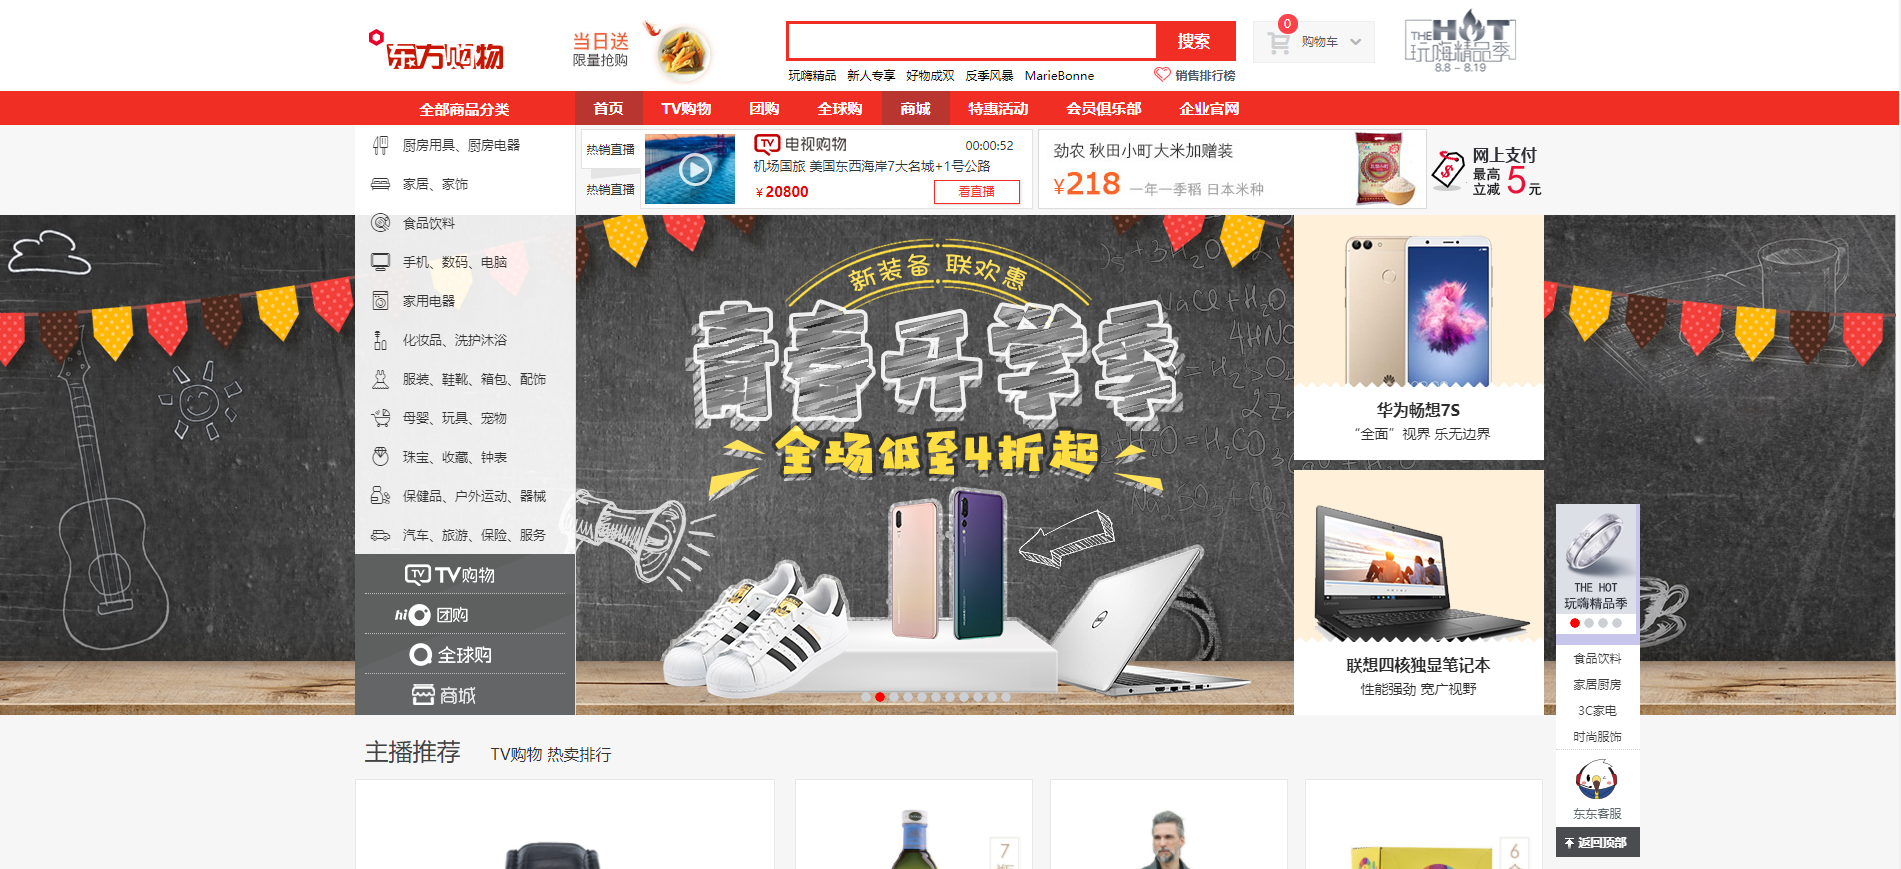 东方购物
当日送
限量抢购
搜索
0
购物车
THE HOT
玩嗨精品季
8.8 - 8.19
玩嗨精品 新人专享 好物成双 反季风暴 MarieBonne
销售排行榜
全部商品分类
首页 TV购物 团购 全球购 商城 特惠活动 会员俱乐部 企业官网
热销直播
热销直播
TV 电视购物
00:00:52
机场国旅 美国东西海岸7大名城+1号公路
¥20800
看直播
劲农 秋田小町大米加赠装
¥218 一年一季稻 日本米种
网上支付
最高
立减 5元
厨房用具、厨房电器
家居、家饰
食品饮料
手机、数码、电脑
家用电器
化妆品、洗护沐浴
服装、鞋靴、箱包、配饰
母婴、玩具、宠物
珠宝、收藏、钟表
保健品、户外运动、器械
汽车、旅游、保险、服务
TV TV购物
hi 团购
全球购
商城
新装备 联欢惠
青春开学季
全场低至4折起
华为畅想7S
“全面”视界 乐无边界
联想四核独显笔记本
性能强劲 宽广视野
THE HOT
玩嗨精品季
食品饮料
家居厨房
3C家电
时尚服饰
东东客服
返回顶部
主播推荐
TV购物 热卖排行
7
瓶
6